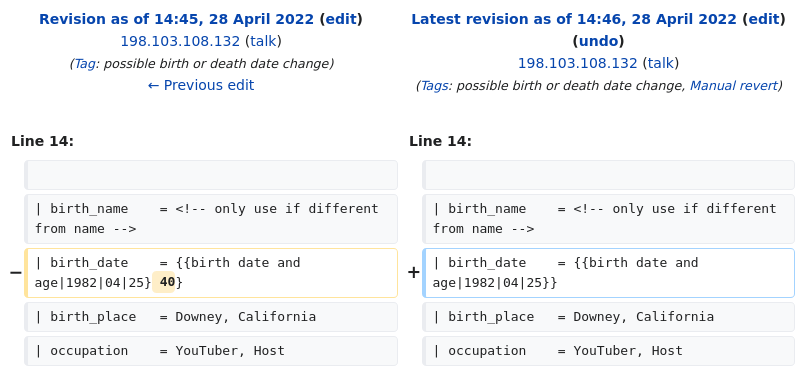 Revision as of 14:45, 28 April 2022 (edit)
198.103.108.132 (talk)
(Tag: possible birth or death date change)
← Previous edit
Latest revision as of 14:46, 28 April 2022 (edit)
(undo)
198.103.108.132 (talk)
(Tags: possible birth or death date change, Manual revert)
Line 14:
| birth_name    = <!-- only use if different
from name -->
− | birth_date    = {{birth date and
age|1982|04|25} 40}
| birth_place   = Downey, California
| occupation    = YouTuber, Host
Line 14:
| birth_name    = <!-- only use if different
from name -->
+ | birth_date    = {{birth date and
age|1982|04|25}}
| birth_place   = Downey, California
| occupation    = YouTuber, Host